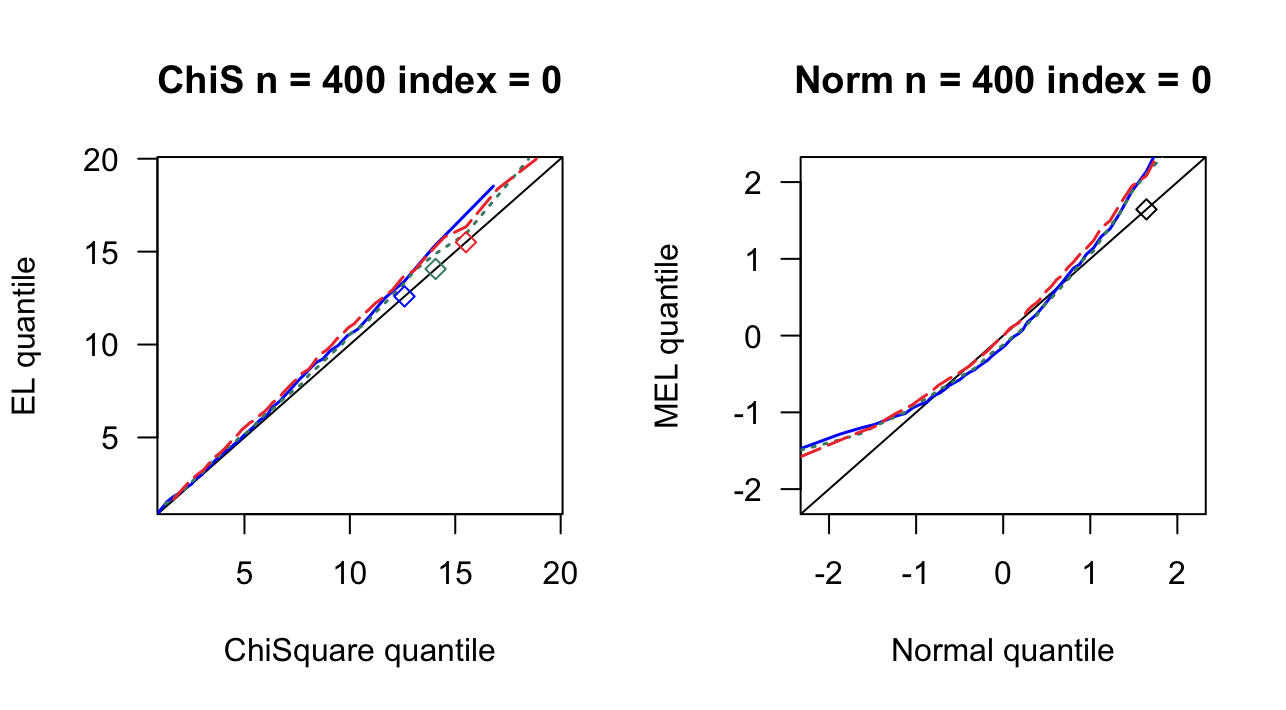 ChiS n = 400 index = 0
EL quantile
20
15
10
5
5 10 15 20
ChiSquare quantile
Norm n = 400 index = 0
MEL quantile
2
1
0
-1
-2
-2 -1 0 1 2
Normal quantile